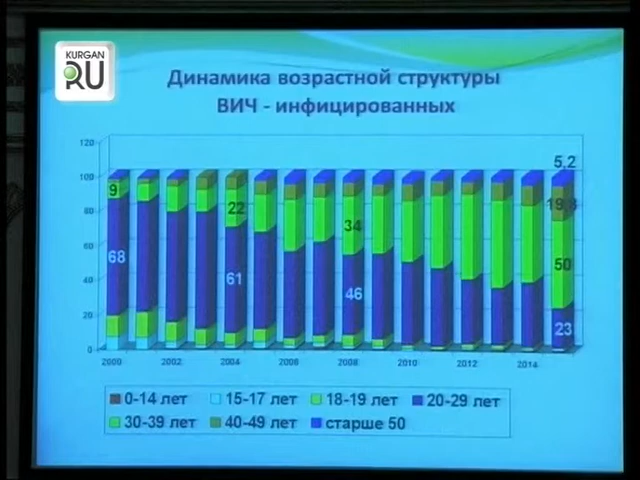 KURGAN
RU
Динамика возрастной структуры
ВИЧ - инфицированных
120
100
80
60
40
20
0
9
68
22
61
34
46
5,2
50
23
2000
2002
2004
2006
2008
2010
2012
2014
0-14 лет
15-17 лет
18-19 лет
20-29 лет
30-39 лет
40-49 лет
старше 50